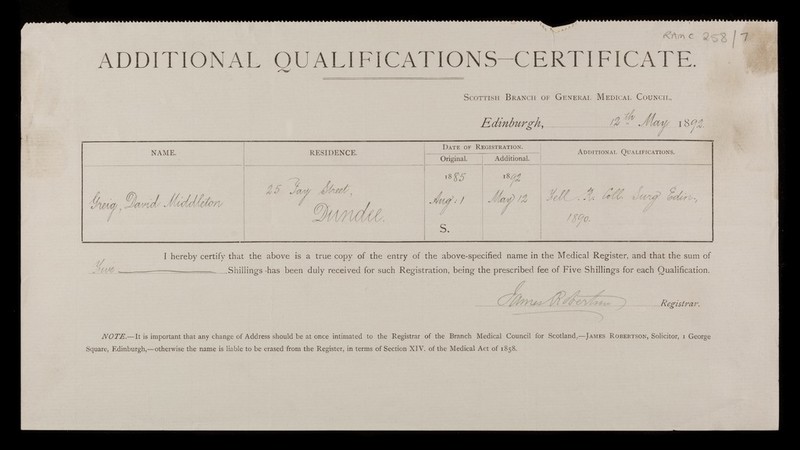 RAMC 258/7
ADDITIONAL QUALIFICATIONS—CERTIFICATE.
SCOTTISH BRANCH OF GENERAL MEDICAL COUNCIL.
Edinburgh, 12th May 1892.
NAME. RESIDENCE. DATE OF REGISTRATION. ADDITIONAL QUALIFICATIONS.
Original. Additional.
1885 1892
Greig, David Middleton 25 Tay Street, Aug: 1 May 12 Fell. R. Coll. Surg Edin,
Dundee. 1890.
S.
I hereby certify that the above is a true copy of the entry of the above-specified name in the Medical Register, and that the sum of
Five Shillings has been duly received for such Registration, being the prescribed fee of Five Shillings for each Qualification.
James Robertson Registrar.
NOTE.—It is important that any change of Address should be at once intimated to the Registrar of the Branch Medical Council for Scotland,—JAMES ROBERTSON, Solicitor, 1 George
Square, Edinburgh,—otherwise the name is liable to be erased from the Register, in terms of Section XIV. of the Medical Act of 1858.